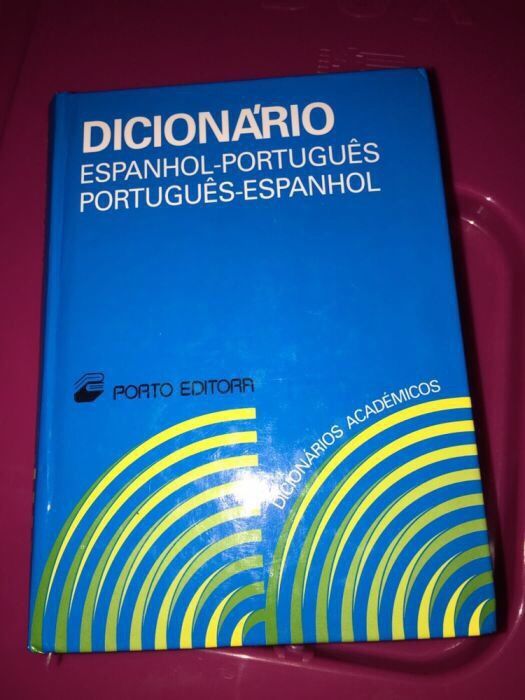 DICIONÁRIO
ESPANHOL-PORTUGUÊS
PORTUGUÊS-ESPANHOL
PORTO EDITORA
DICIONÁRIOS ACADÉMICOS